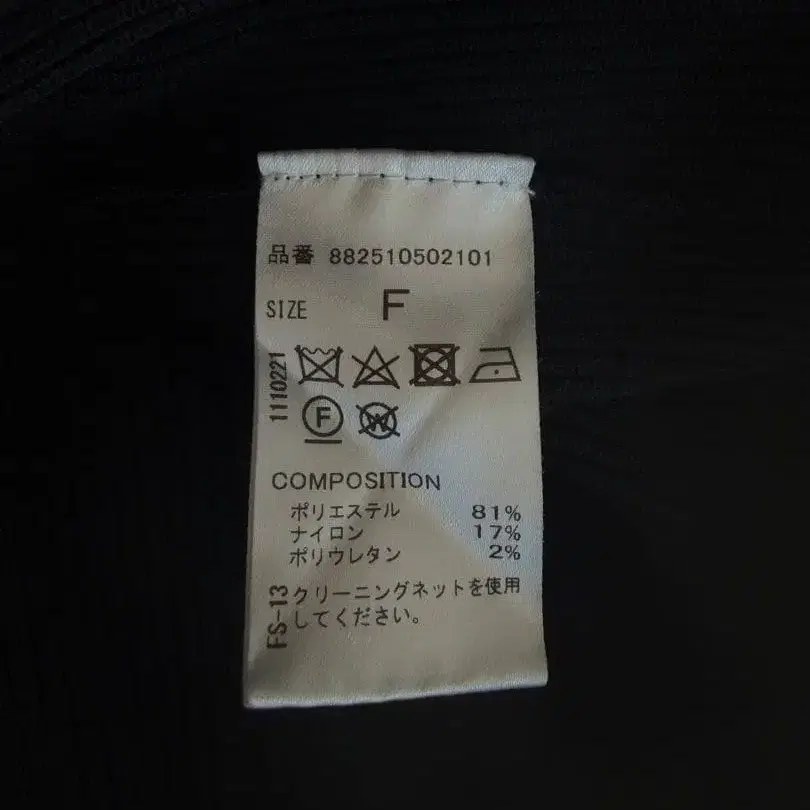 品番 882510502101
SIZE F
1110221
F W
COMPOSITION
ポリエステル 81%
ナイロン 17%
ポリウレタン 2%
FS-13
クリーニングネットを使用
してください。